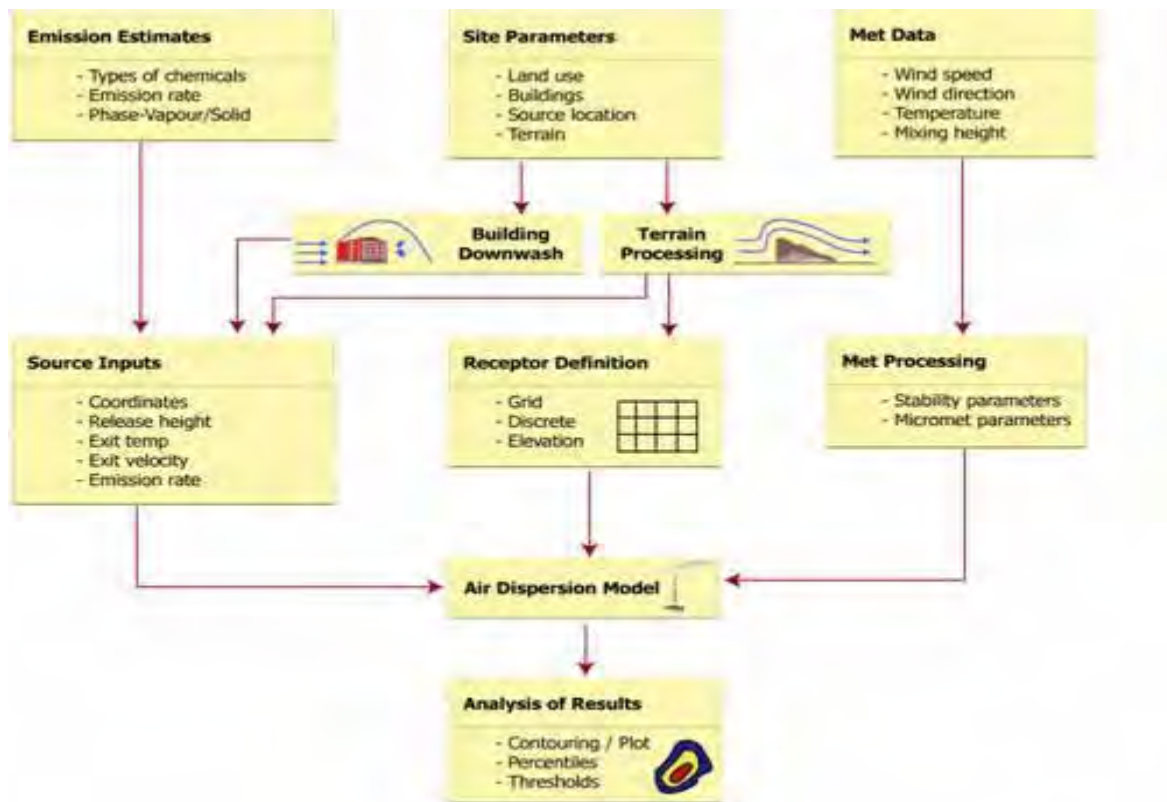 Emission Estimates
- Types of chemicals
- Emission rate
- Phase-Vapour/Solid
Site Parameters
- Land use
- Buildings
- Source location
- Terrain
Met Data
- Wind speed
- Wind direction
- Temperature
- Mixing height
Building
Downwash
Terrain
Processing
Source Inputs
- Coordinates
- Release height
- Exit temp
- Exit velocity
- Emission rate
Receptor Definition
- Grid
- Discrete
- Elevation
Met Processing
- Stability parameters
- Micromet parameters
Air Dispersion Model
Analysis of Results
- Contouring / Plot
- Percentiles
- Thresholds